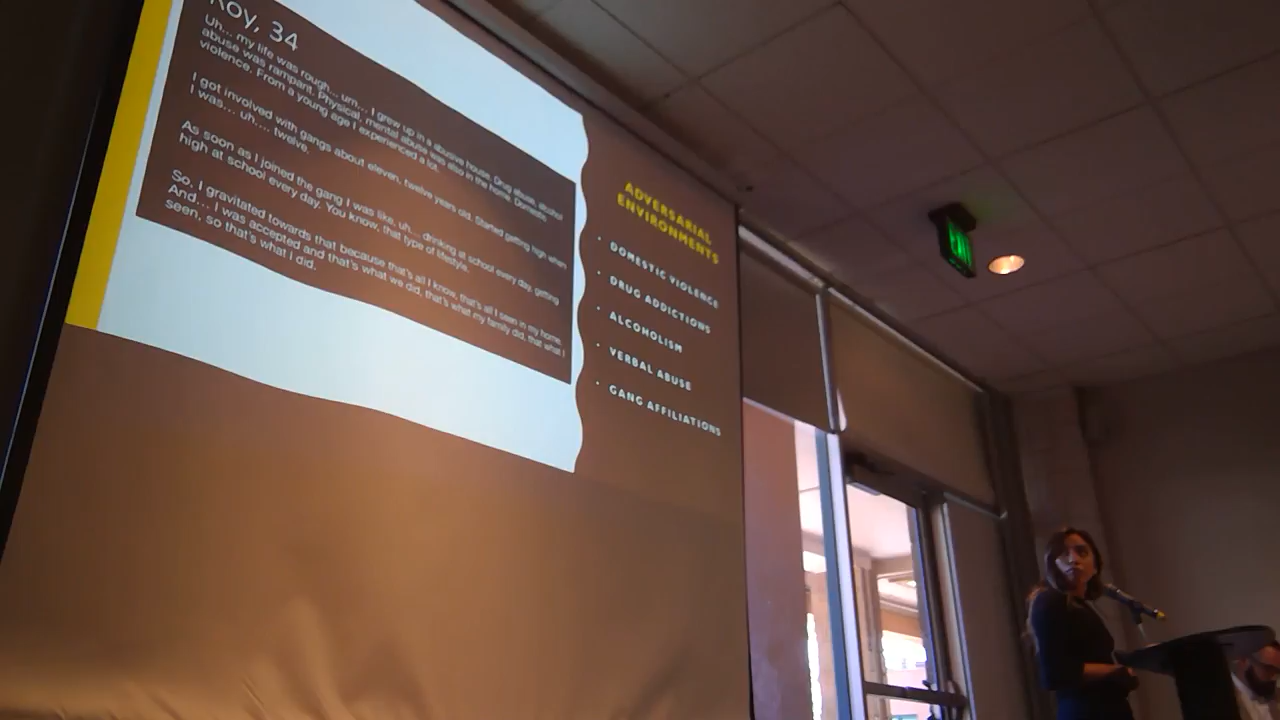 Roy, 34
Uh... my life was rough... um... I grew up in a abusive house. Drug abuse, alcohol
abuse was rampant. Physical, mental abuse was also in the home. Domestic
violence. From a young age I experienced a lot.
I got involved with gangs about eleven, twelve years old. Started getting high when
I was... uh.... twelve.
As soon as I joined the gang I was like, uh... drinking at school every day, getting
high at school every day. You know, that type of lifestyle.
So, I gravitated towards that because that's all I know, that's all I seen in my home.
And... I was accepted and that's what we did, that's what my family did, that what I
seen, so that's what I did.
ADVERSARIAL
ENVIRONMENTS
• DOMESTIC VIOLENCE
• DRUG ADDICTIONS
• ALCOHOLISM
• VERBAL ABUSE
• GANG AFFILIATIONS